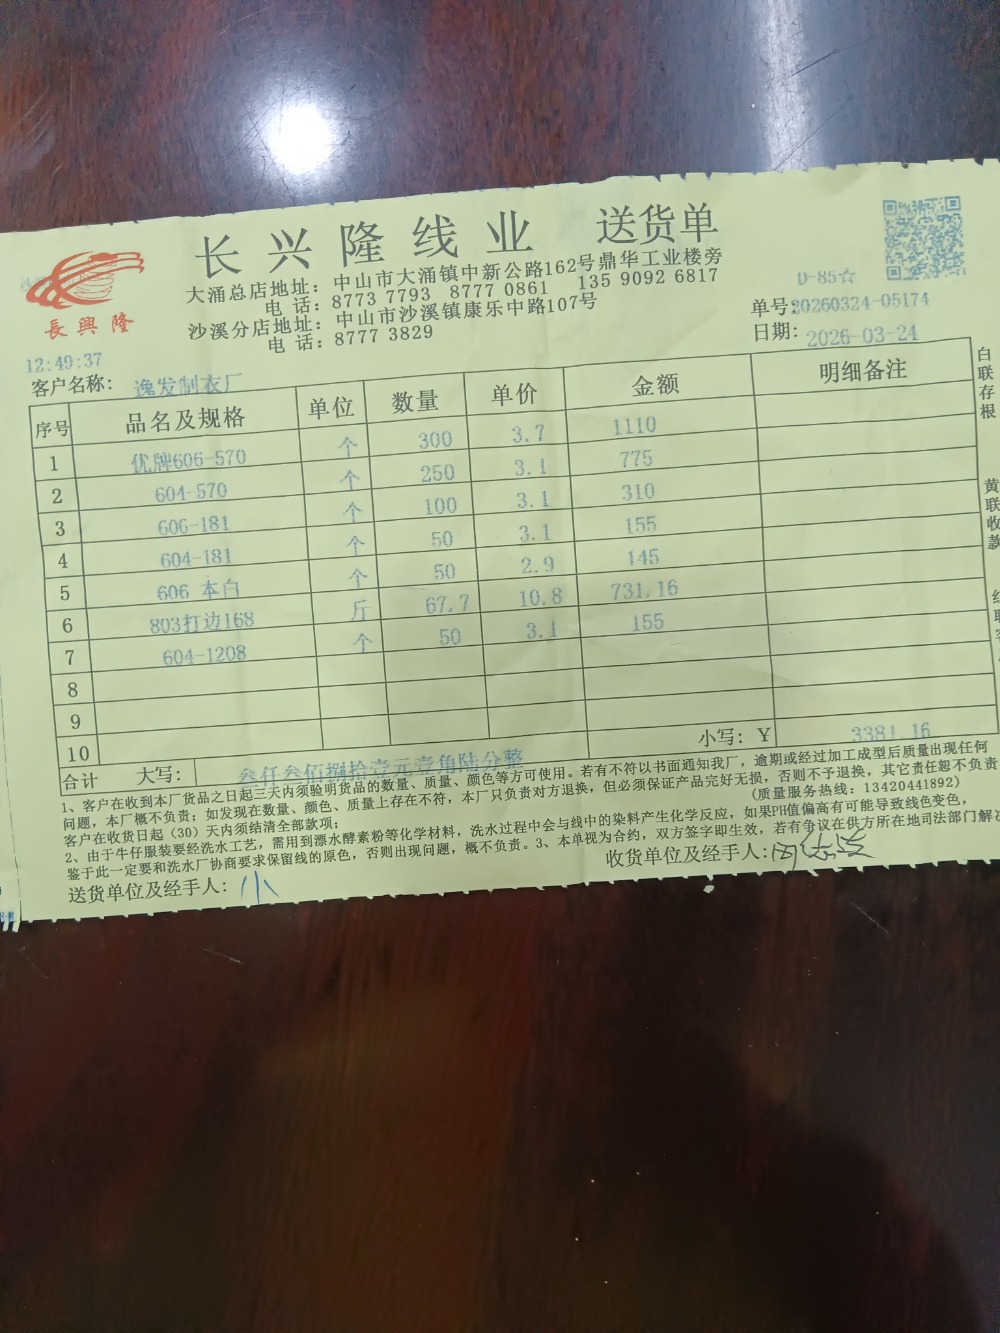 長興隆
长兴隆线业 送货单
大涌总店地址：中山市大涌镇中新公路162号鼎华工业楼旁
电 话：8773 7793 8777 0861 135 9092 6817
沙溪分店地址：中山市沙溪镇康乐中路107号
电 话：8777 3829
D-85☆
单号:20260324-05174
日期: 2026-03-24
12:49:37
客户名称: 逸发制衣厂
序号 品名及规格 单位 数量 单价 金额 明细备注
1 优牌606-570 个 300 3.7 1110
2 604-570 个 250 3.1 775
3 606-181 个 100 3.1 310
4 604-181 个 50 3.1 155
5 606 本白 个 50 2.9 145
6 803打边168 斤 67.7 10.8 731.16
7 604-1208 个 50 3.1 155
8
9
10
小写: ¥ 3381.16
合计 大写: 叁仟叁佰捌拾壹元壹角陆分整
1、客户在收到本厂货品之日起三天内须验明货品的数量、质量、颜色等方可使用。若有不符以书面通知我厂，逾期或经过加工成型后质量出现任何
问题，本厂概不负责；如发现在数量、颜色、质量上存在不符，本厂只负责对方退换，但必须保证产品完好无损，否则不予退换，其它责任恕不负责
客户在收货日起（30）天内须结清全部款项； (质量服务热线: 13420441892)
2、由于牛仔服装要经洗水工艺，需用到漂水酵素粉等化学材料，洗水过程中会与线中的染料产生化学反应，如果PH值偏高有可能导致线色变色，
鉴于此一定要和洗水厂协商要求保留线的原色，否则出现问题，概不负责。3、本单视为合约，双方签字即生效，若有争议在供方所在地司法部门解决
送货单位及经手人: 小
收货单位及经手人:
白联存根
黄联收款